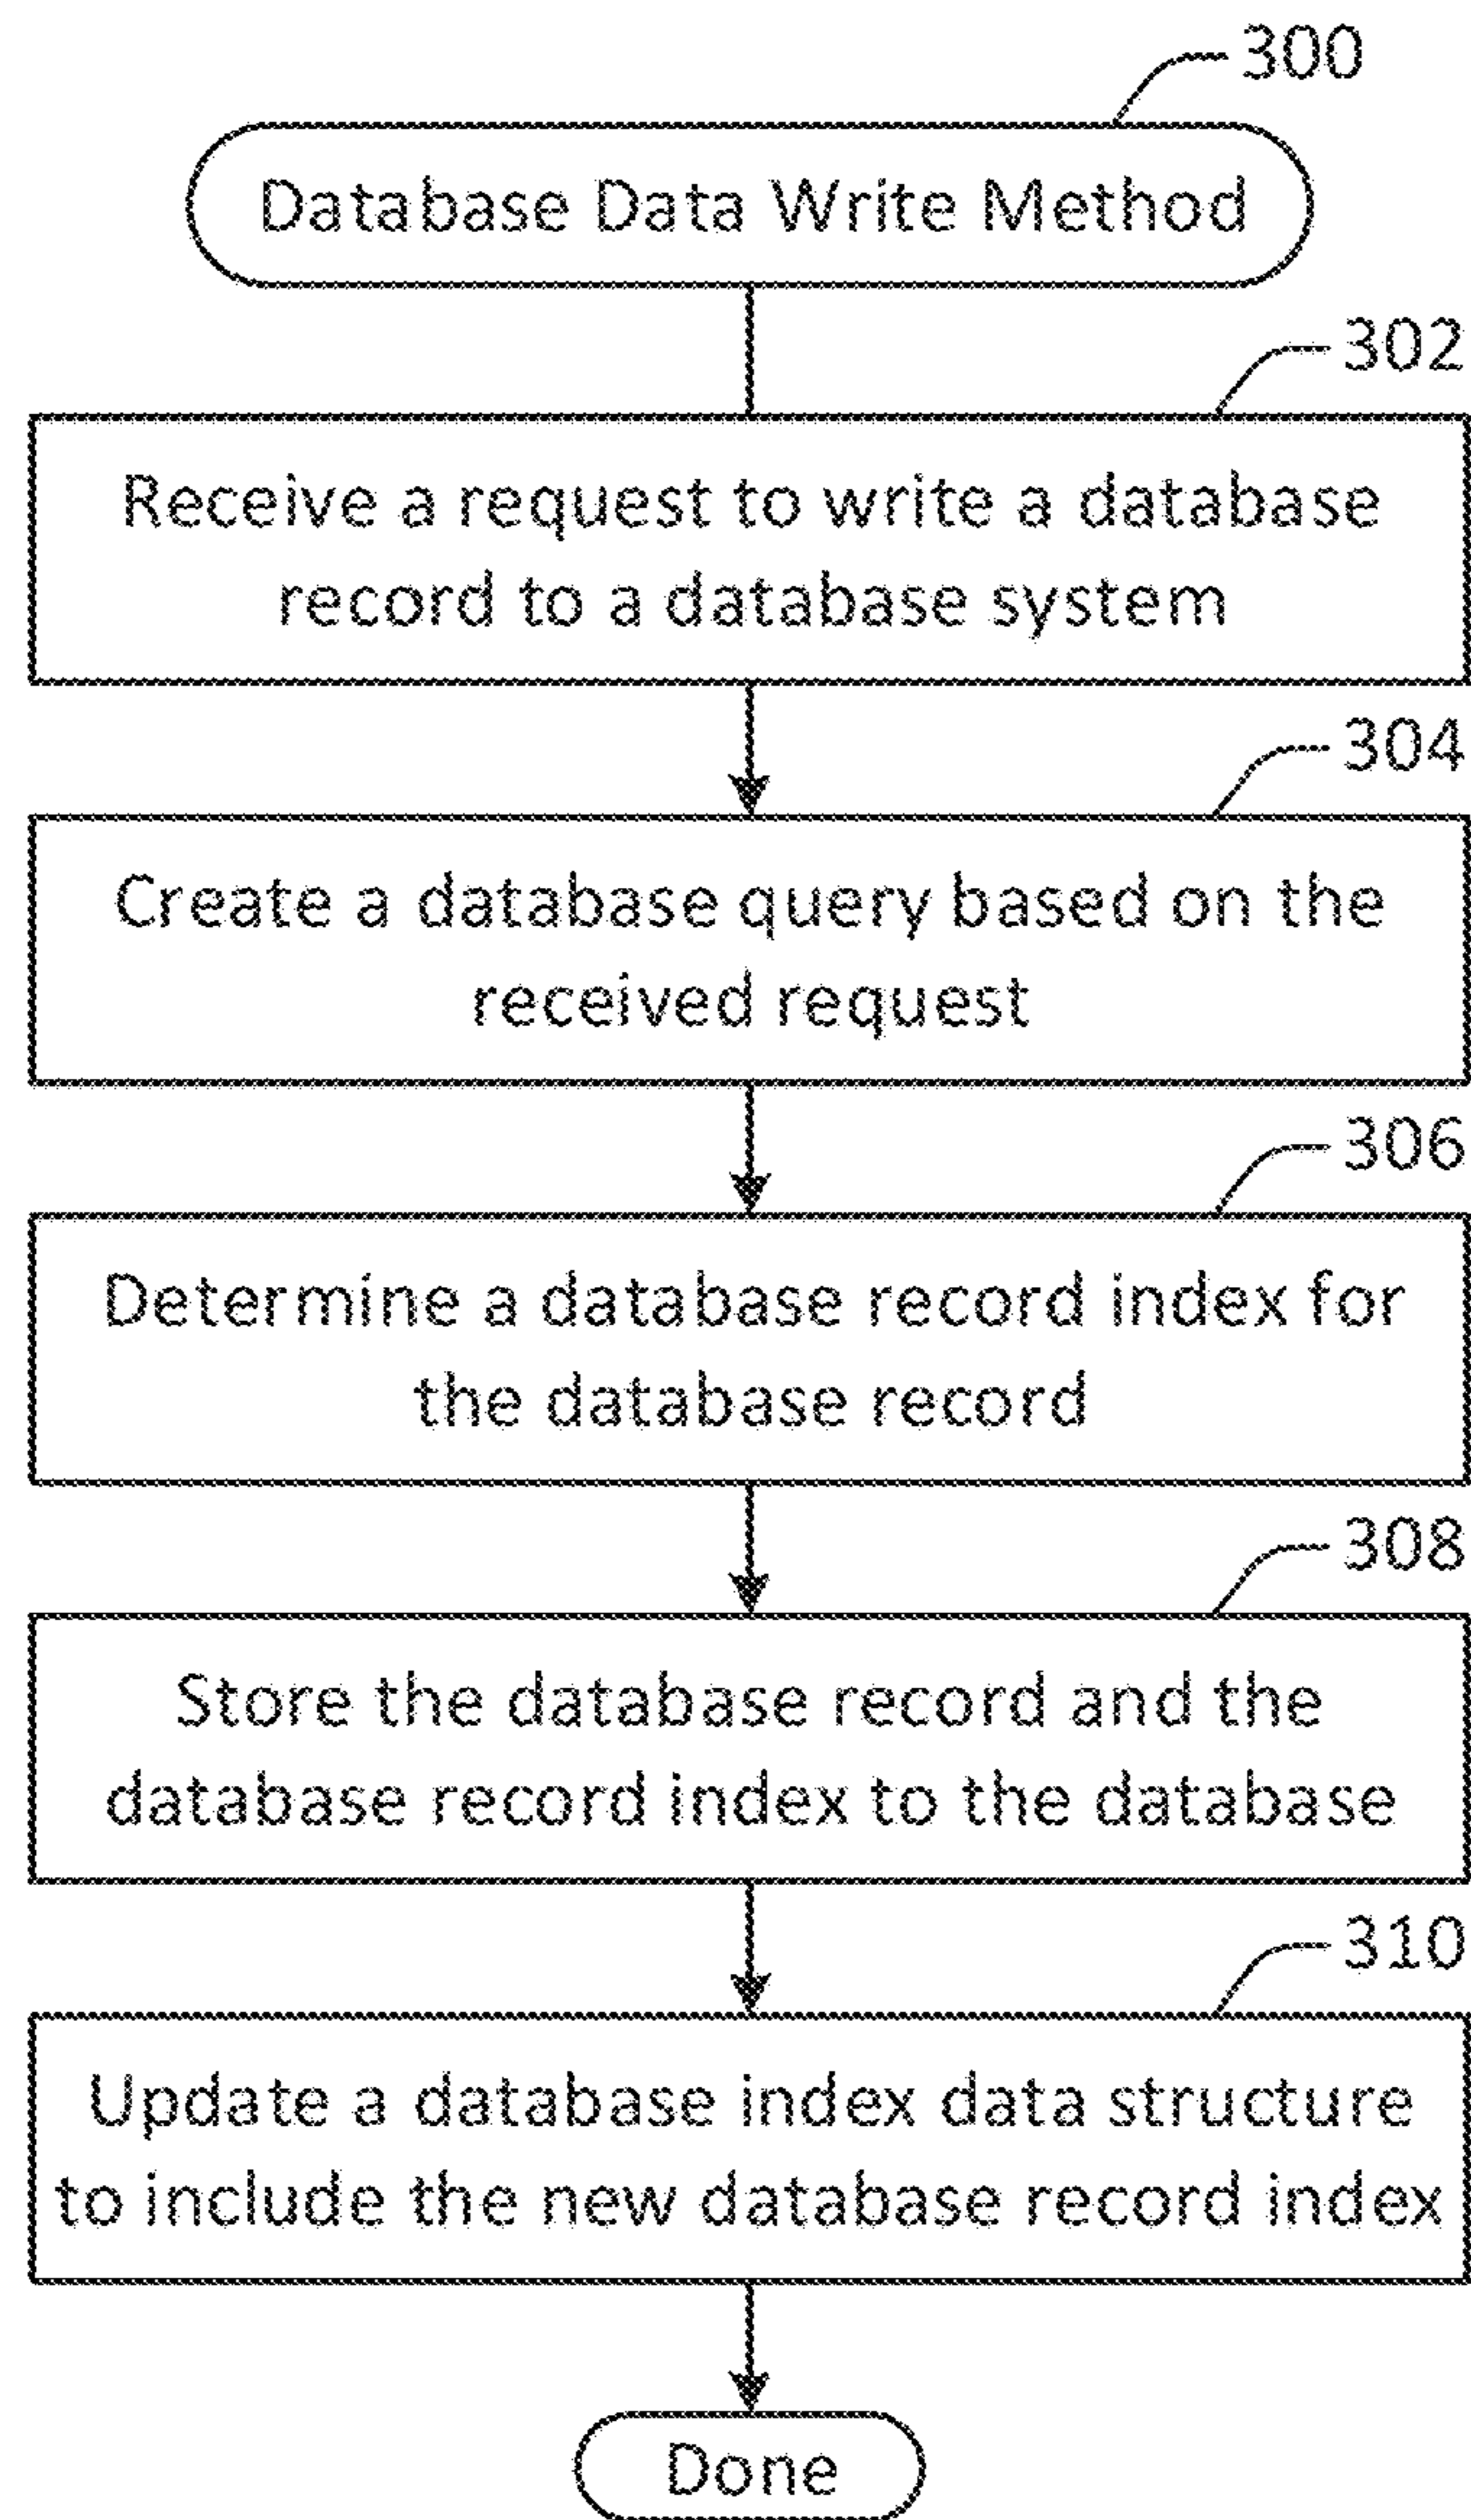 300
Database Data Write Method
302
Receive a request to write a database
record to a database system
304
Create a database query based on the
received request
306
Determine a database record index for
the database record
308
Store the database record and the
database record index to the database
310
Update a database index data structure
to include the new database record index
Done